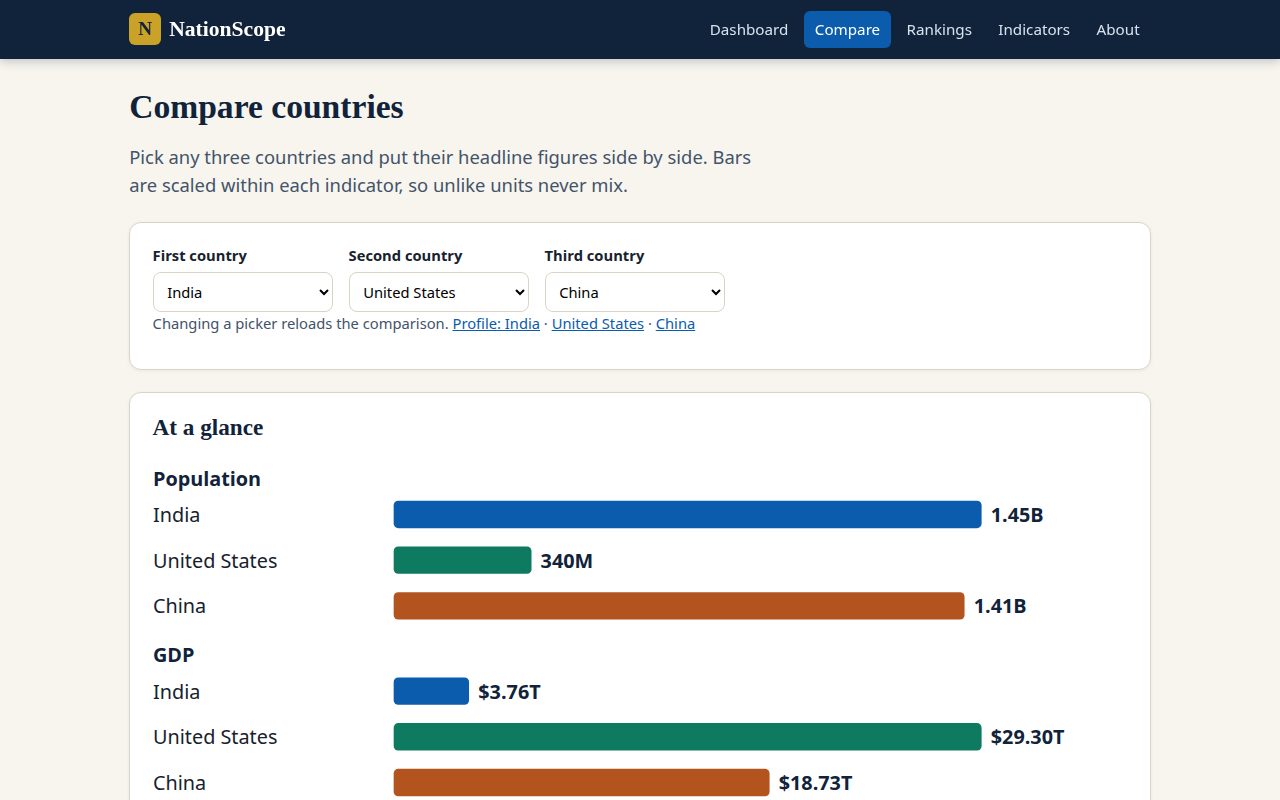 N NationScope
Dashboard Compare Rankings Indicators About
Compare countries
Pick any three countries and put their headline figures side by side. Bars
are scaled within each indicator, so unlike units never mix.
First country Second country Third country
India United States China
Changing a picker reloads the comparison. Profile: India · United States · China
At a glance
Population
India 1.45B
United States 340M
China 1.41B
GDP
India $3.76T
United States $29.30T
China $18.73T